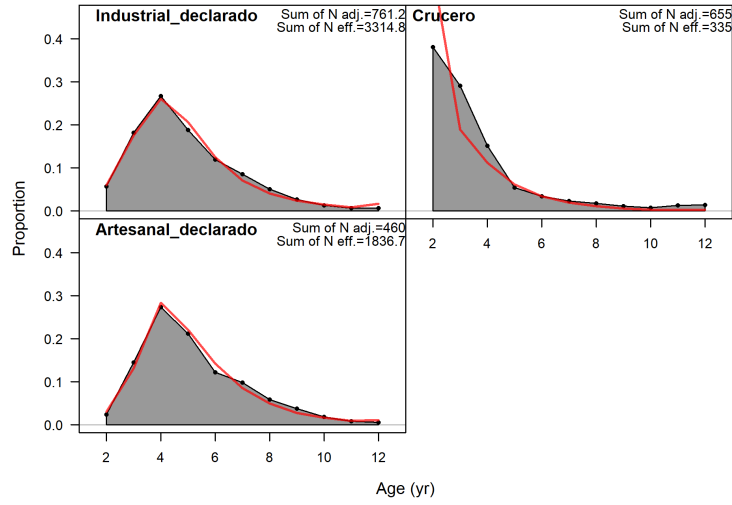 Industrial_declarado
Sum of N adj.=761.2
Sum of N eff.=3314.8
Crucero
Sum of N adj.=655
Sum of N eff.=335
0.4
0.3
0.2
0.1
0.0
2 4 6 8 10 12
Artesanal_declarado
Sum of N adj.=460
Sum of N eff.=1836.7
0.4
0.3
0.2
0.1
0.0
2 4 6 8 10 12
Proportion
Age (yr)